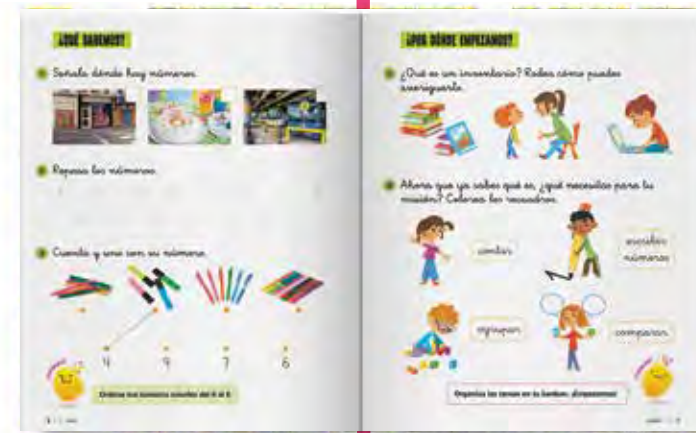 ¿QUÉ SABEMOS?
Señala dónde hay números.
Repasa los números.
Cuenta y une con su número.
4 9 7 6
Ordena los números móviles del 0 al 9.
¿POR DÓNDE EMPEZAMOS?
¿Qué es un inventario? Rodea cómo puedes
averiguarlo.
Ahora que ya sabes qué es, ¿qué necesitas para tu
misión? Colorea los recuadros.
contar
escribir
números
agrupar
comparar
Organiza las tareas en tu kanban. ¡Empezamos!